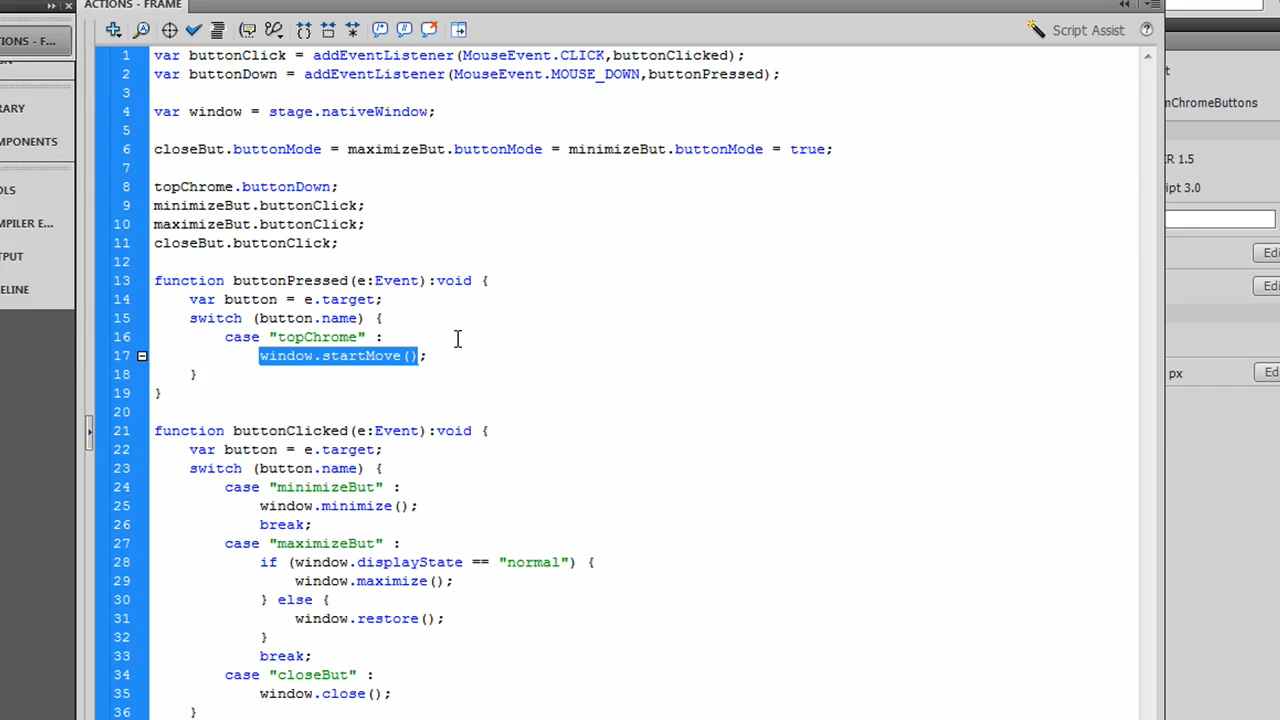 ACTIONS - FRAME
Script Assist
IONS - F...
RARY
MPONENTS
OLS
MPILER E...
TPUT
ELINE
1 var buttonClick = addEventListener(MouseEvent.CLICK,buttonClicked);
2 var buttonDown = addEventListener(MouseEvent.MOUSE_DOWN,buttonPressed);
3
4 var window = stage.nativeWindow;
5
6 closeBut.buttonMode = maximizeBut.buttonMode = minimizeBut.buttonMode = true;
7
8 topChrome.buttonDown;
9 minimizeBut.buttonClick;
10 maximizeBut.buttonClick;
11 closeBut.buttonClick;
12
13 function buttonPressed(e:Event):void {
14 var button = e.target;
15 switch (button.name) {
16 case "topChrome" :
17 window.startMove();
18 }
19 }
20
21 function buttonClicked(e:Event):void {
22 var button = e.target;
23 switch (button.name) {
24 case "minimizeBut" :
25 window.minimize();
26 break;
27 case "maximizeBut" :
28 if (window.displayState == "normal") {
29 window.maximize();
30 } else {
31 window.restore();
32 }
33 break;
34 case "closeBut" :
35 window.close();
36 }
t
mChromeButtons
R 1.5
ipt 3.0
Edi
Edi
px
Ed